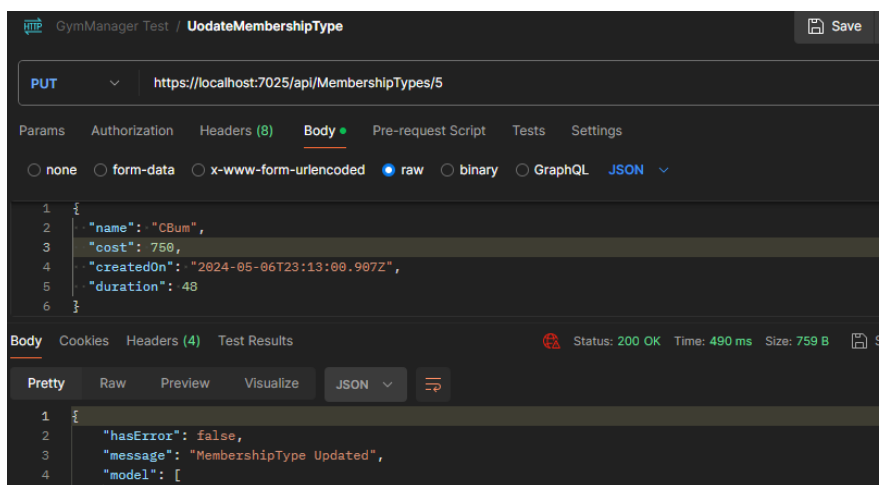 HTTP GymManager Test / UodateMembershipType Save
PUT https://localhost:7025/api/MembershipTypes/5
Params Authorization Headers (8) Body Pre-request Script Tests Settings
none form-data x-www-form-urlencoded raw binary GraphQL JSON
1 {
2 "name": "CBum",
3 "cost": 750,
4 "createdOn": "2024-05-06T23:13:00.907Z",
5 "duration": 48
6 }
Body Cookies Headers (4) Test Results Status: 200 OK Time: 490 ms Size: 759 B S
Pretty Raw Preview Visualize JSON
1 {
2 "hasError": false,
3 "message": "MembershipType Updated",
4 "model": [